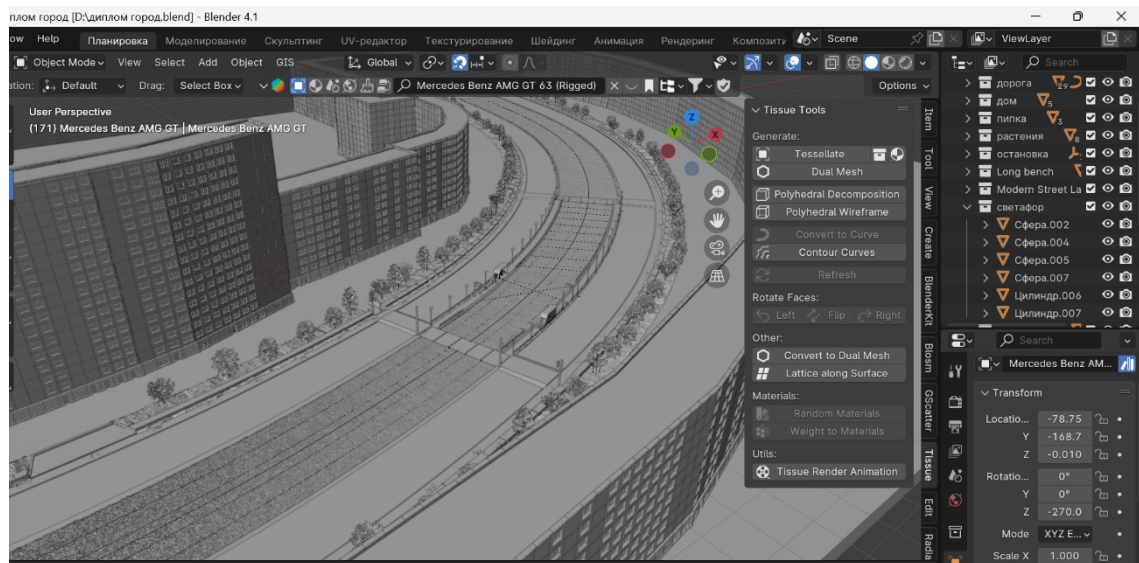 плом город [D:\диплом город.blend] - Blender 4.1
ow Help Планировка Моделирование Скульптинг UV-редактор Текстурирование Шейдинг Анимация Рендеринг Композити Scene ViewLayer
Object Mode View Select Add Object GIS Global Search
ation: Default Drag: Select Box Mercedes Benz AMG GT 63 (Rigged) Options
User Perspective
(171) Mercedes Benz AMG GT | Mercedes Benz AMG GT
Z
Y
X
Tissue Tools
Generate:
Tessellate
Dual Mesh
Polyhedral Decomposition
Polyhedral Wireframe
Convert to Curve
Contour Curves
Refresh
Rotate Faces:
Left Flip Right
Other:
Convert to Dual Mesh
Lattice along Surface
Materials:
Random Materials
Weight to Materials
Utils:
Tissue Render Animation
Item
Tool
View
Create
BlenderKit
Blosm
GScatter
Tissue
Edit
Radia
дорога 29
дом 5
пипка 3
растения 8
остановка
Long bench
Modern Street La
светафор
Сфера.002
Сфера.004
Сфера.005
Сфера.007
Цилиндр.006
Цилиндр.007
Search
Mercedes Benz AM...
Transform
Locatio... -78.75
Y -168.7
Z -0.010
Rotatio... 0°
Y 0°
Z -270.0
Mode XYZ E...
Scale X 1.000